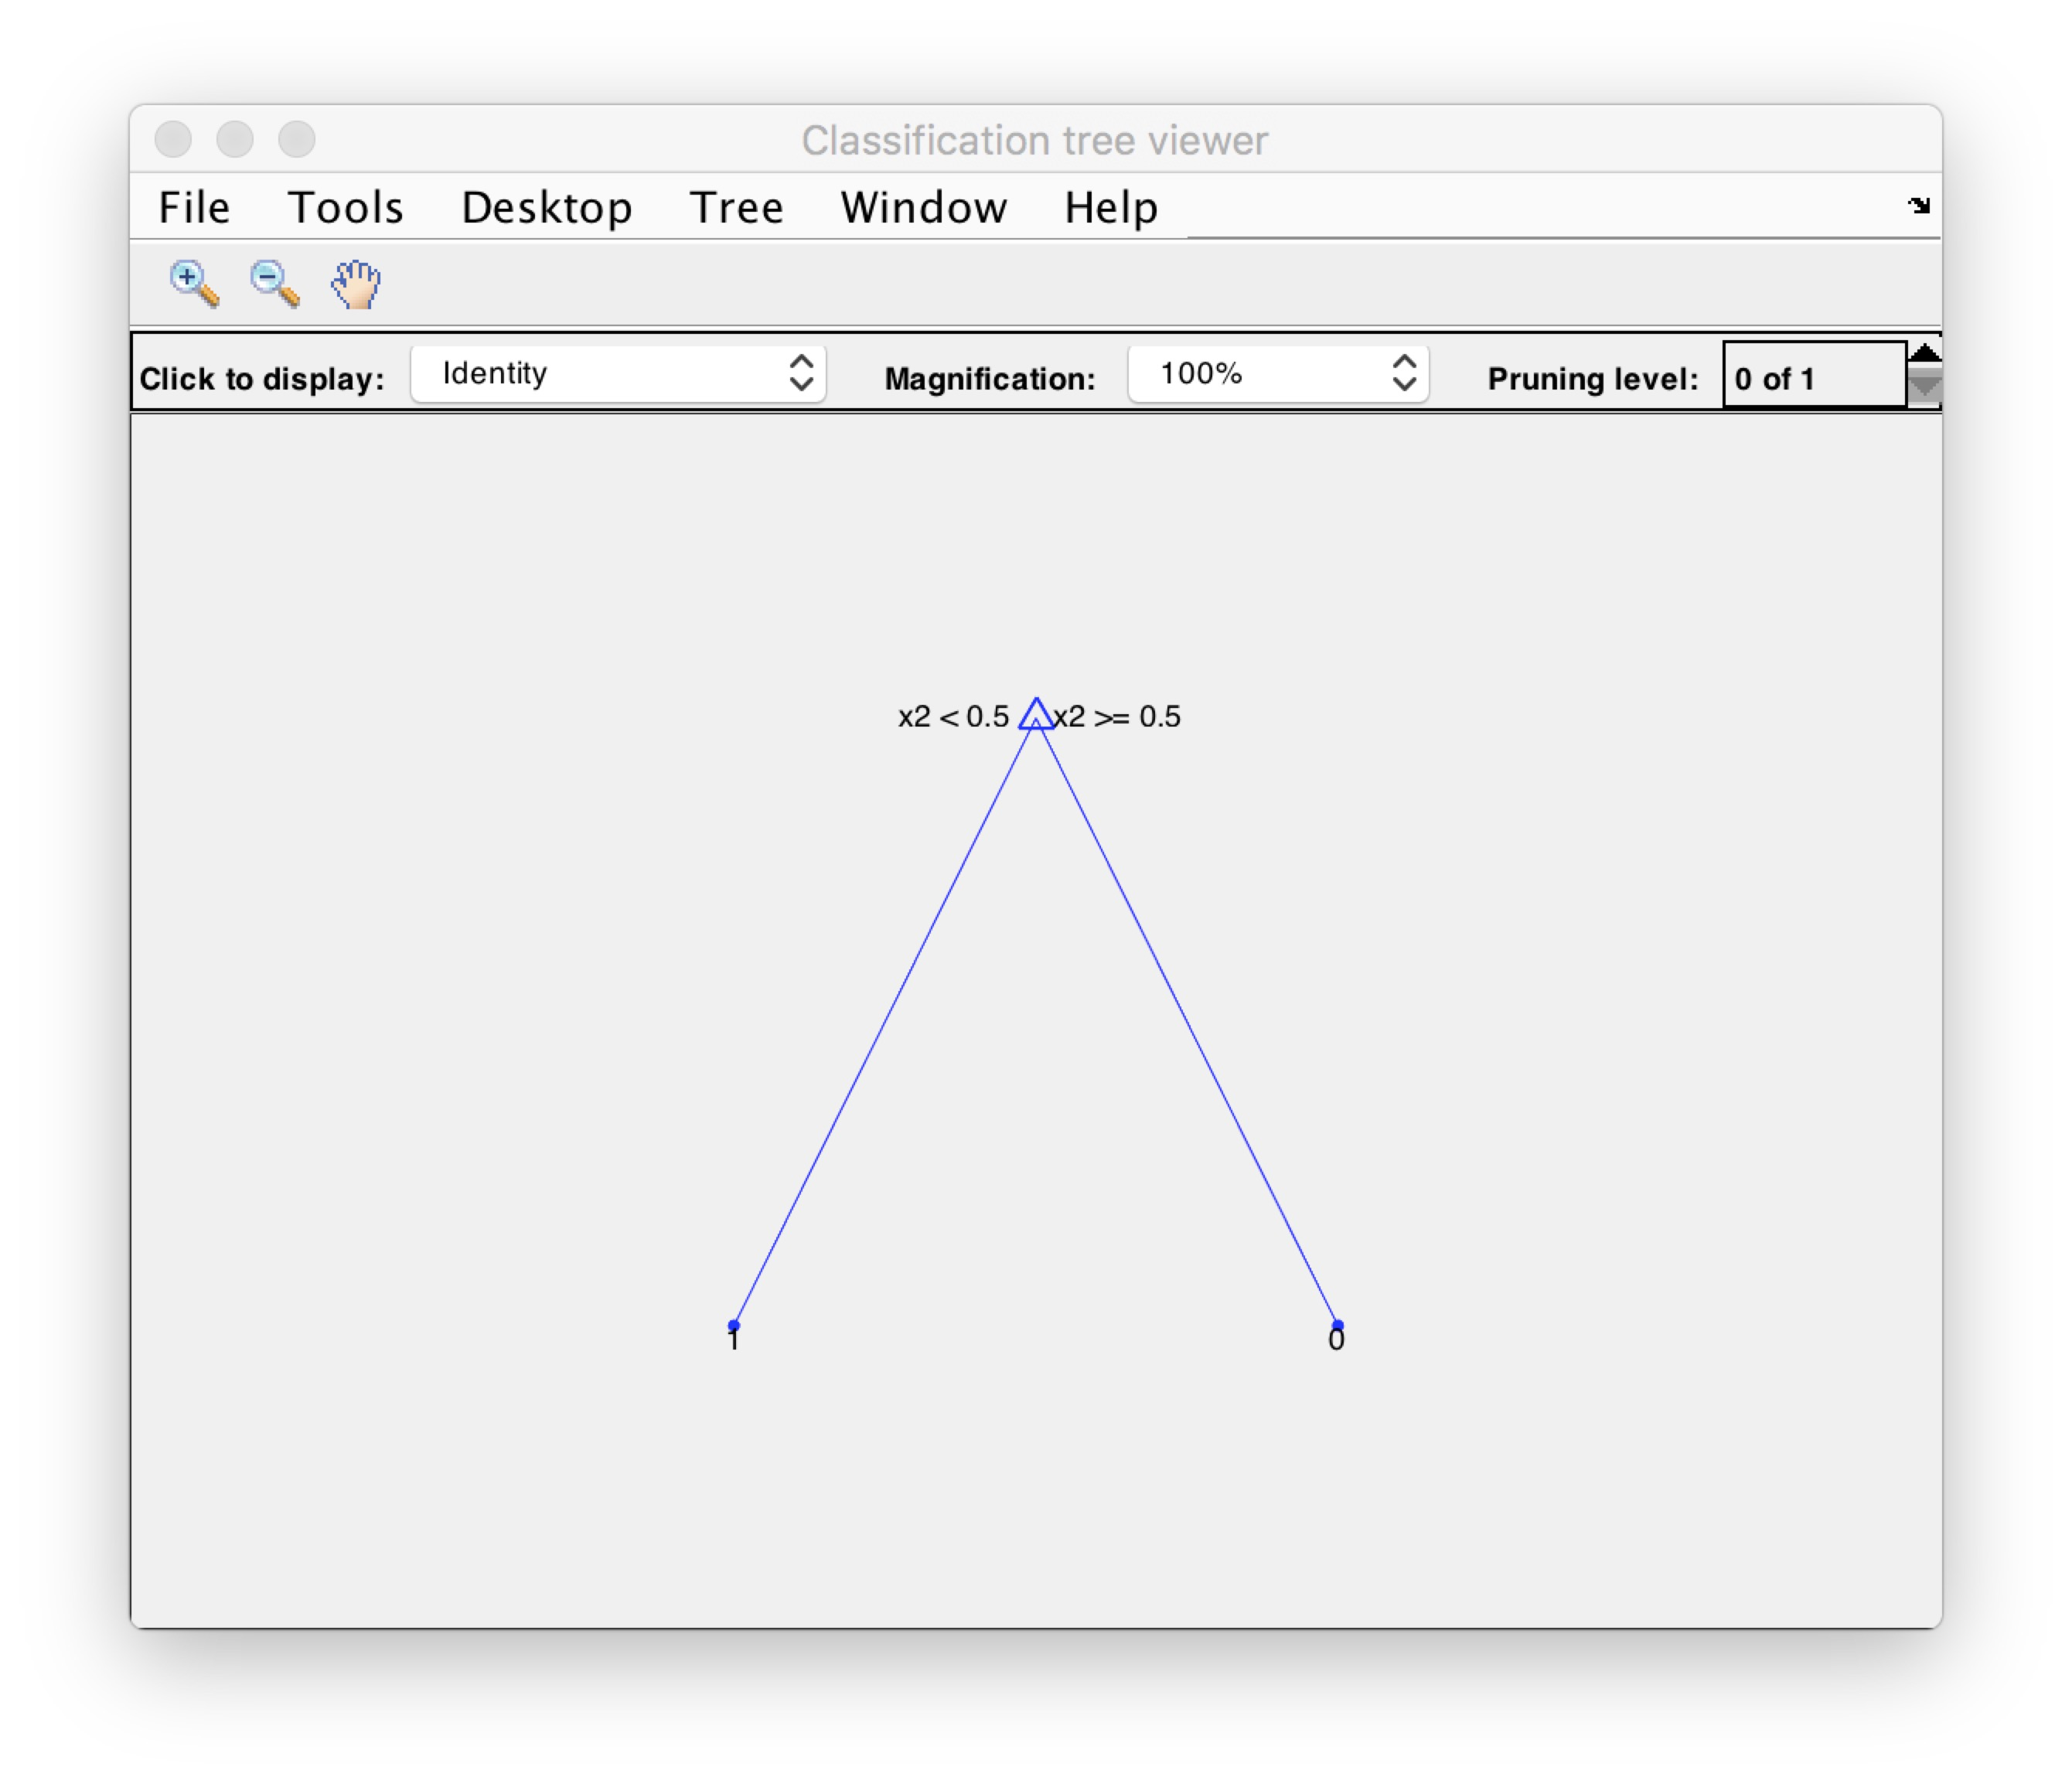 Classification tree viewer
File Tools Desktop Tree Window Help
Click to display: Identity Magnification: 100% Pruning level: 0 of 1
x2 < 0.5 x2 >= 0.5
1 0